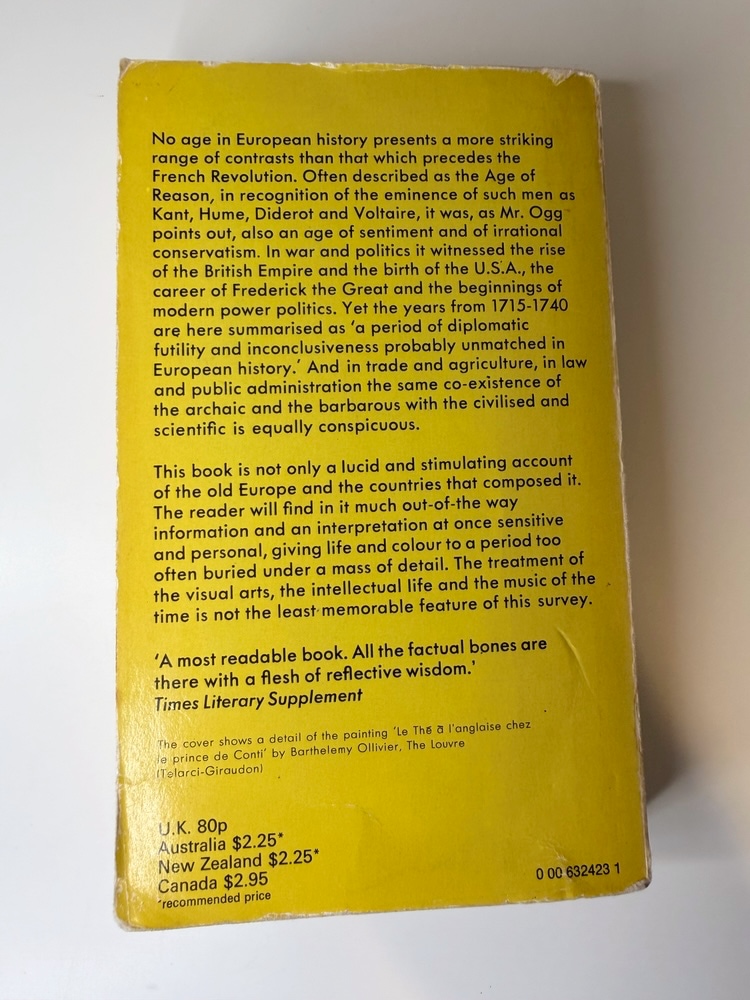 No age in European history presents a more striking
range of contrasts than that which precedes the
French Revolution. Often described as the Age of
Reason, in recognition of the eminence of such men as
Kant, Hume, Diderot and Voltaire, it was, as Mr. Ogg
points out, also an age of sentiment and of irrational
conservatism. In war and politics it witnessed the rise
of the British Empire and the birth of the U.S.A., the
career of Frederick the Great and the beginnings of
modern power politics. Yet the years from 1715-1740
are here summarised as 'a period of diplomatic
futility and inconclusiveness probably unmatched in
European history.' And in trade and agriculture, in law
and public administration the same co-existence of
the archaic and the barbarous with the civilised and
scientific is equally conspicuous.
This book is not only a lucid and stimulating account
of the old Europe and the countries that composed it.
The reader will find in it much out-of-the way
information and an interpretation at once sensitive
and personal, giving life and colour to a period too
often buried under a mass of detail. The treatment of
the visual arts, the intellectual life and the music of the
time is not the least memorable feature of this survey.
'A most readable book. All the factual bones are
there with a flesh of reflective wisdom.'
Times Literary Supplement
The cover shows a detail of the painting 'Le Thé à l'anglaise chez
le prince de Conti' by Barthelemy Ollivier, The Louvre
(Telarci-Giraudon)
U.K. 80p
Australia $2.25*
New Zealand $2.25*
Canada $2.95
*recommended price
0 00 632423 1